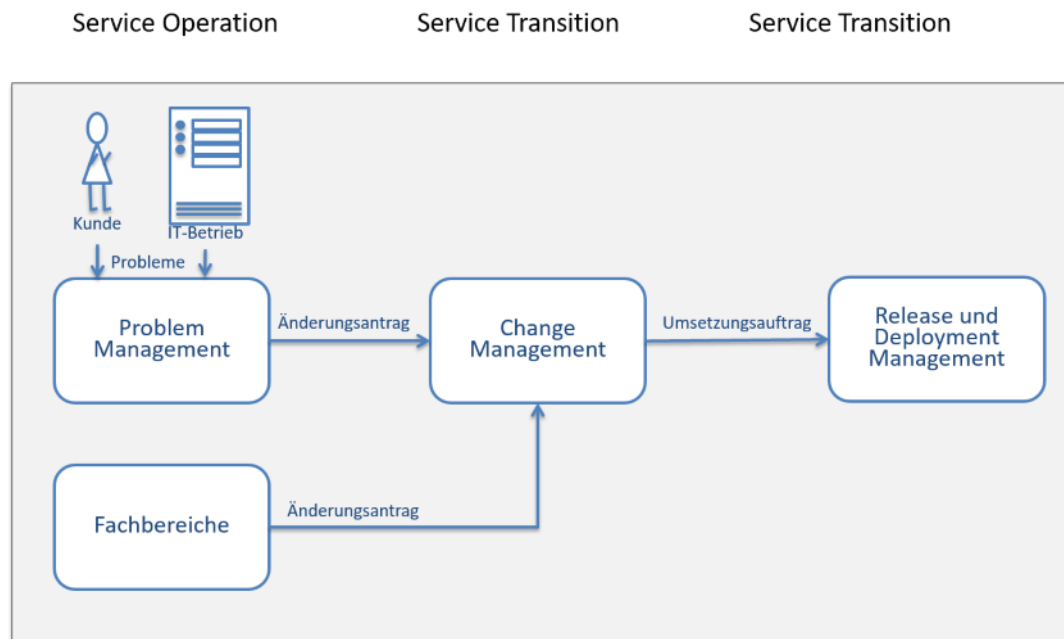 Service Operation
Service Transition
Service Transition
Kunde
IT-Betrieb
Probleme
Problem
Management
Änderungsantrag
Change
Management
Umsetzungsauftrag
Release und
Deployment
Management
Fachbereiche
Änderungsantrag